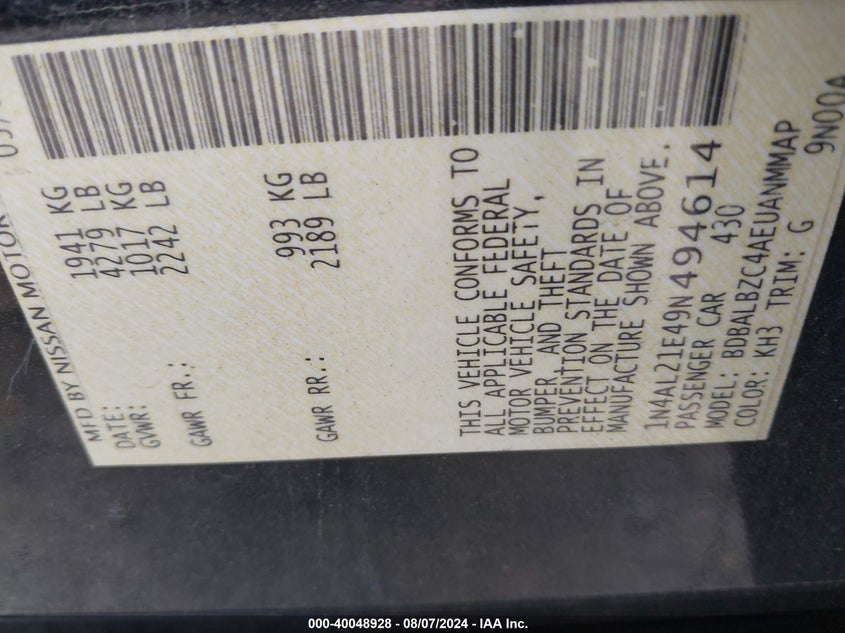 MFD BY NISSAN MOTOR
DATE:
GVWR: 1941 KG
4279 LB
GAWR FR.: 1017 KG
2242 LB
GAWR RR.: 993 KG
2189 LB
THIS VEHICLE CONFORMS TO
ALL APPLICABLE FEDERAL
MOTOR VEHICLE SAFETY,
BUMPER, AND THEFT
PREVENTION STANDARDS IN
EFFECT ON THE DATE OF
MANUFACTURE SHOWN ABOVE.
1N4AL21E49N494614
PASSENGER CAR 430
MODEL: BDBALBZC4AEUANMMAP
COLOR: KH3 TRIM: G
9N00A
000-40048928 - 08/07/2024 - IAA Inc.